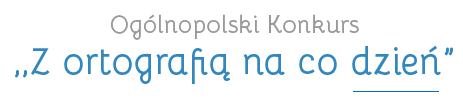 Ogólnopolski Konkurs
,,Z ortografią na co dzień”